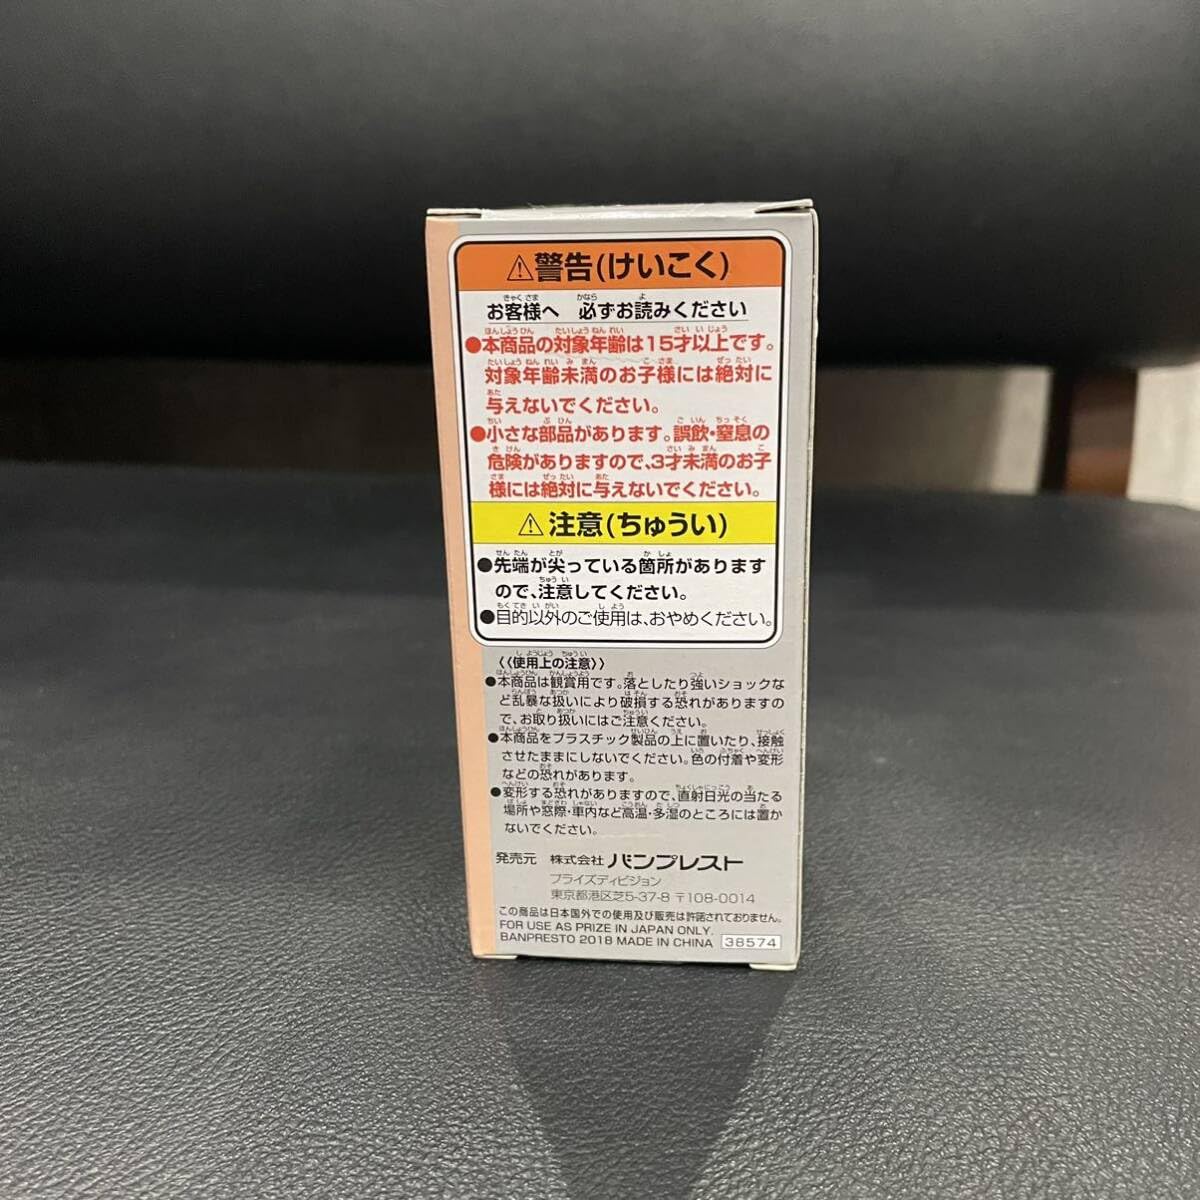 ⚠警告(けいこく)
お客様へ 必ずお読みください
●本商品の対象年齢は15才以上です。
対象年齢未満のお子様には絶対に
与えないでください。
●小さな部品があります。誤飲・窒息の
危険がありますので、3才未満のお子
様には絶対に与えないでください。
⚠注意(ちゅうい)
●先端が尖っている箇所があります
ので、注意してください。
●目的以外のご使用は、おやめください。
《使用上の注意》
●本商品は観賞用です。落としたり強いショックな
ど乱暴な扱いにより破損する恐れがありますの
で、お取り扱いにはご注意ください。
●本商品をプラスチック製品の上に置いたり、接触
させたままにしないでください。色の付着や変形
などの恐れがあります。
●変形する恐れがありますので、直射日光の当たる
場所や窓際・車内など高温・多湿のところには置か
ないでください。
発売元 株式会社 バンプレスト
プライズディビジョン
東京都港区芝5-37-8 〒108-0014
この商品は日本国外での使用及び販売は許諾されておりません。
FOR USE AS PRIZE IN JAPAN ONLY.
BANPRESTO 2018 MADE IN CHINA 38574